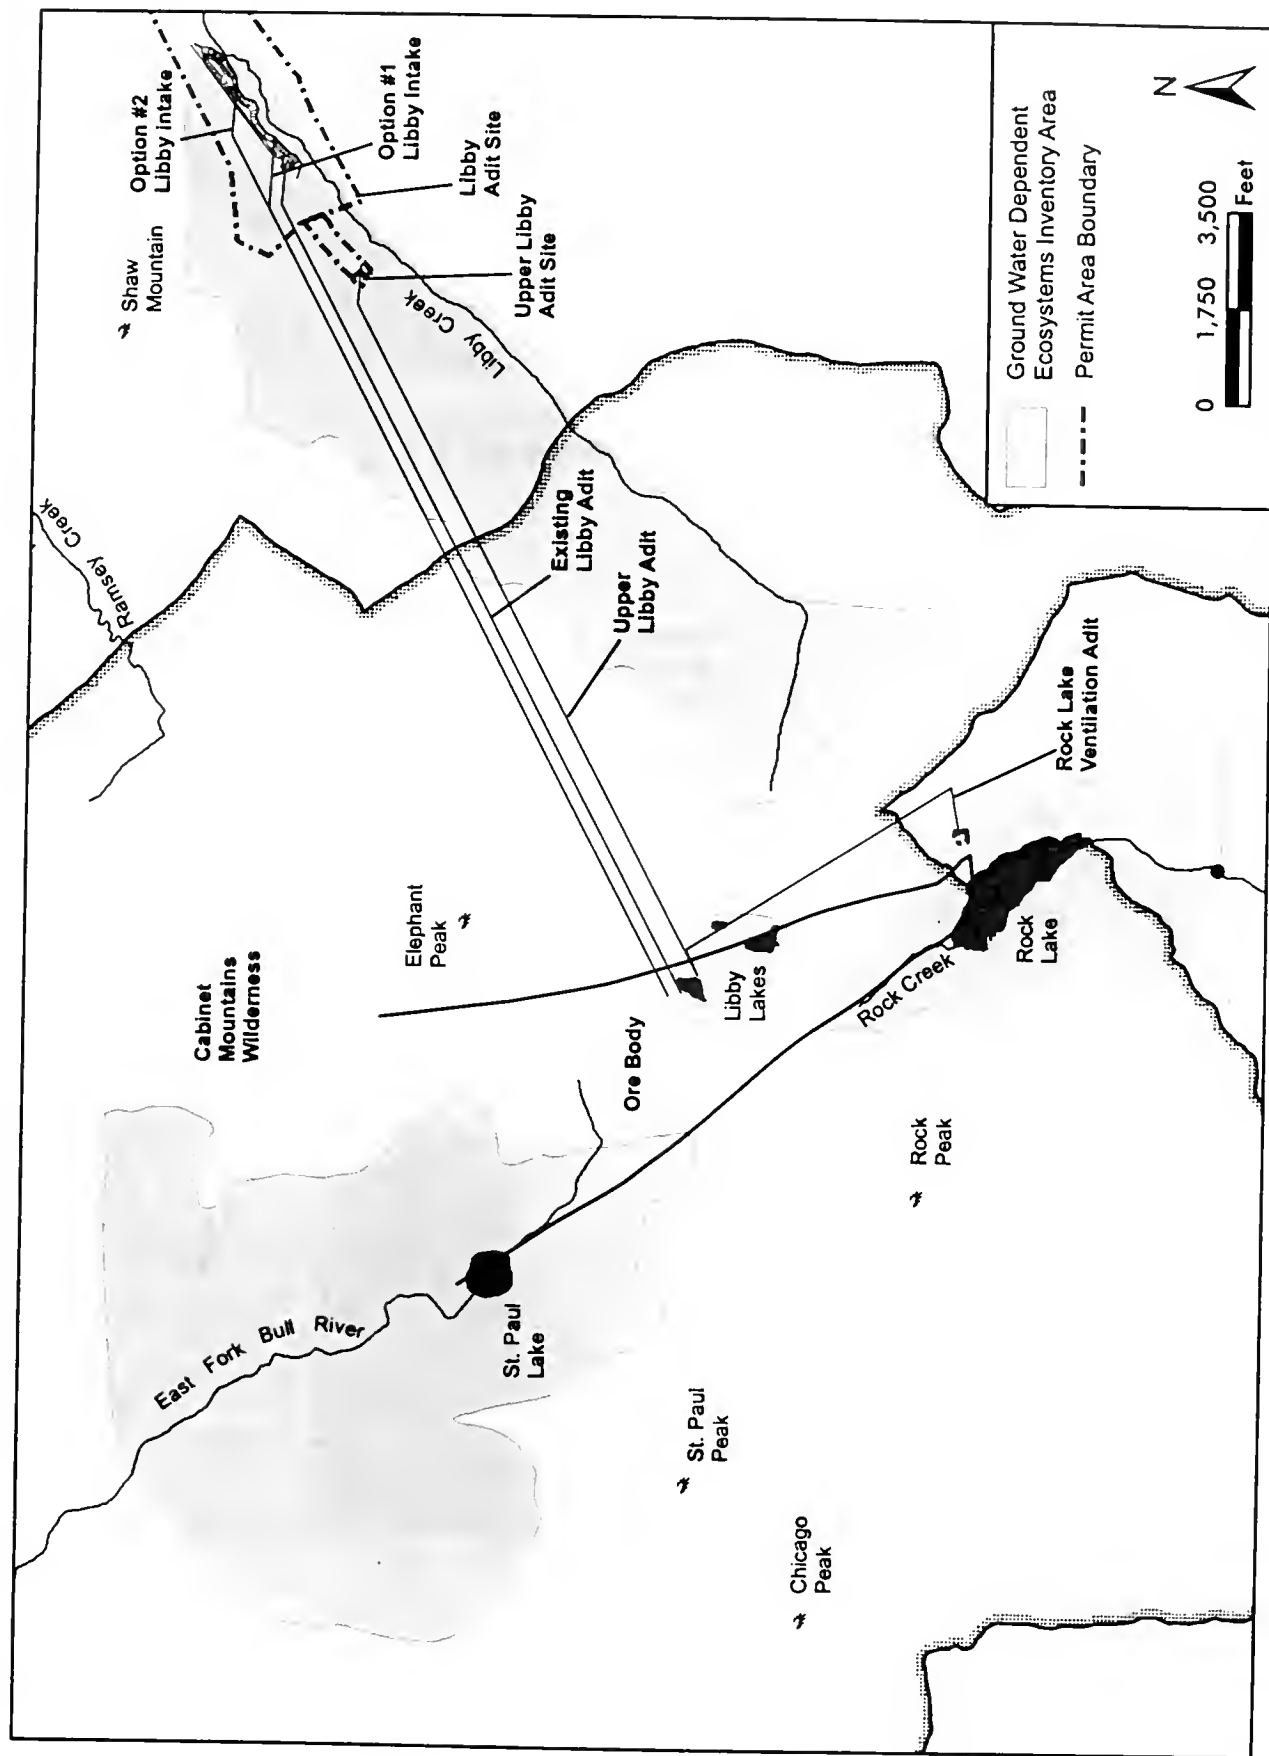 Ramsey Creek
Shaw
Mountain
Option #2
Libby intake
Option #1
Libby Intake
Libby
Adit Site
Upper Libby
Adit Site
Libby Creek
Cabinet
Mountains
Wilderness
Elephant
Peak
Existing
Libby Adit
Upper
Libby Adit
East Fork Bull River
St. Paul
Lake
Ore Body
Libby
Lakes
Rock Creek
Rock
Lake
Rock Lake
Ventilation Adit
Rock
Peak
St. Paul
Peak
Chicago
Peak
Ground Water Dependent
Ecosystems Inventory Area
Permit Area Boundary
N
0 1,750 3,500
Feet